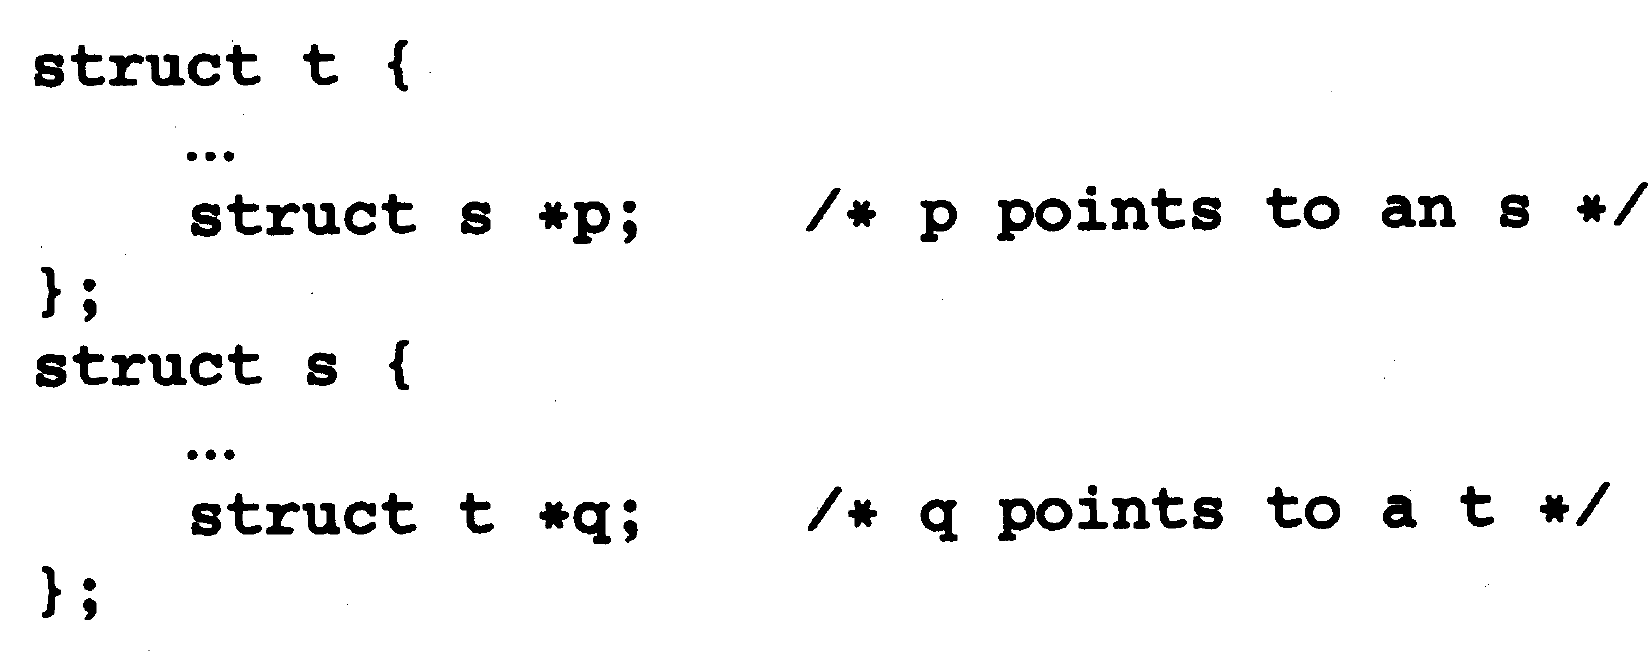 struct t {
    ...
    struct s *p;    /* p points to an s */
};
struct s {
    ...
    struct t *q;    /* q points to a t */
};